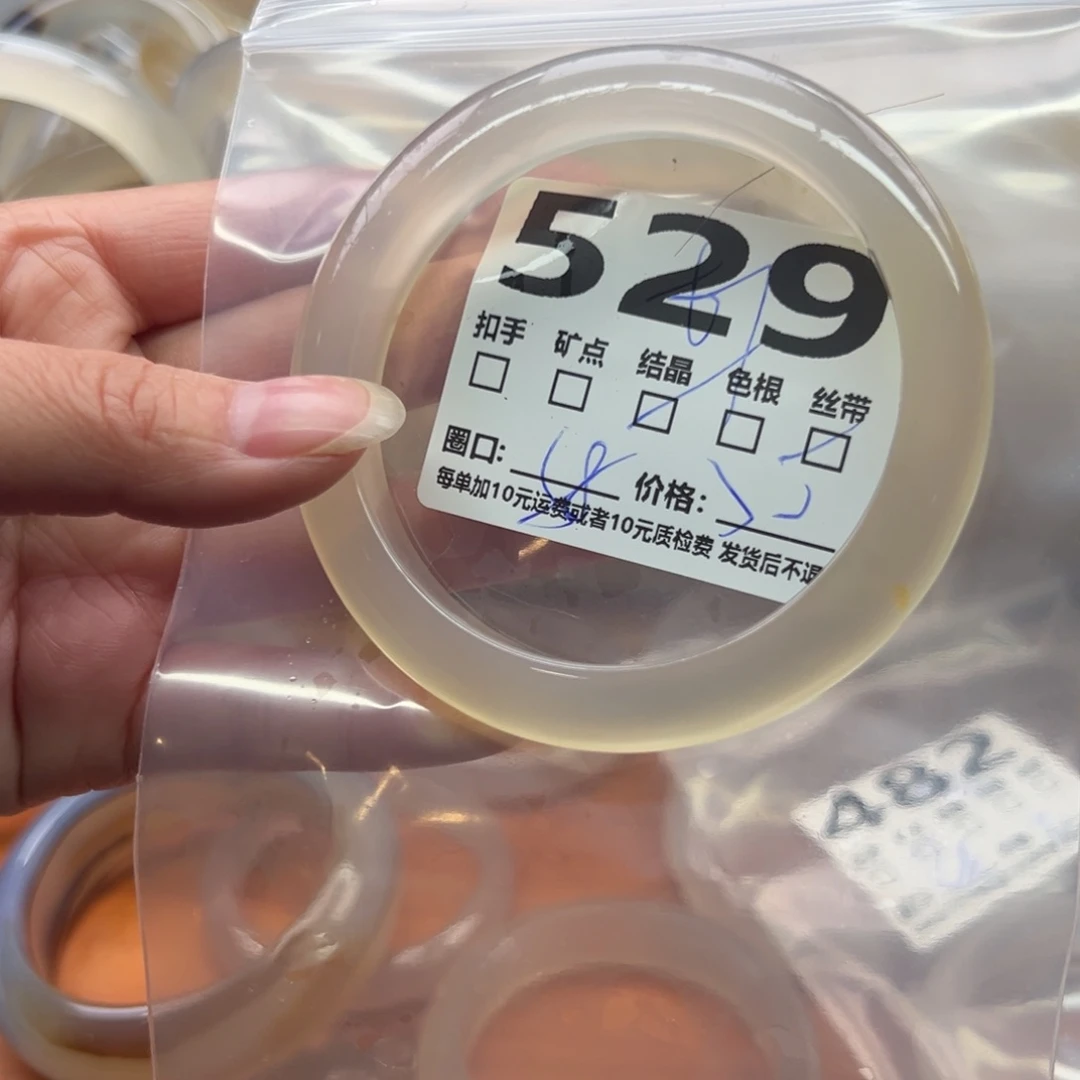 529
扣手 矿点 结晶 色根 丝带
圈口: 58 价格:
每单加10元运费或者10元质检费 发货后不退
482